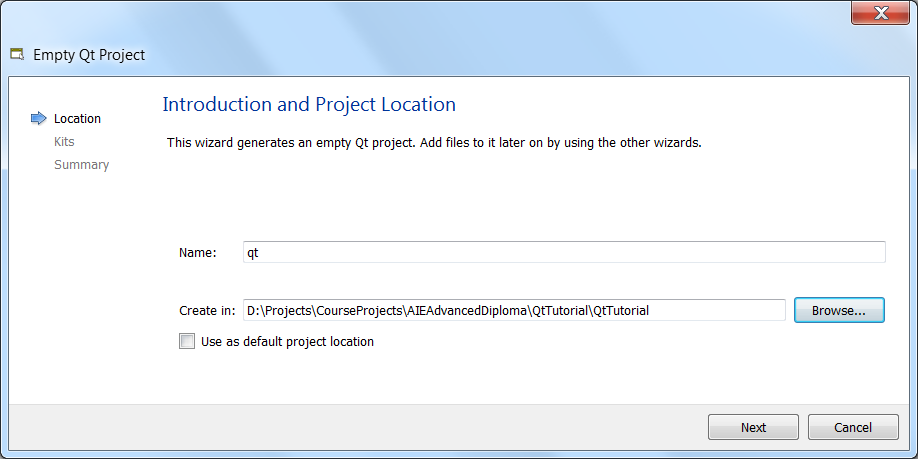 Empty Qt Project
Introduction and Project Location
Location
Kits
Summary
This wizard generates an empty Qt project. Add files to it later on by using the other wizards.
Name: qt
Create in: D:\Projects\CourseProjects\AIEAdvancedDiploma\QtTutorial\QtTutorial Browse...
Use as default project location
Next Cancel